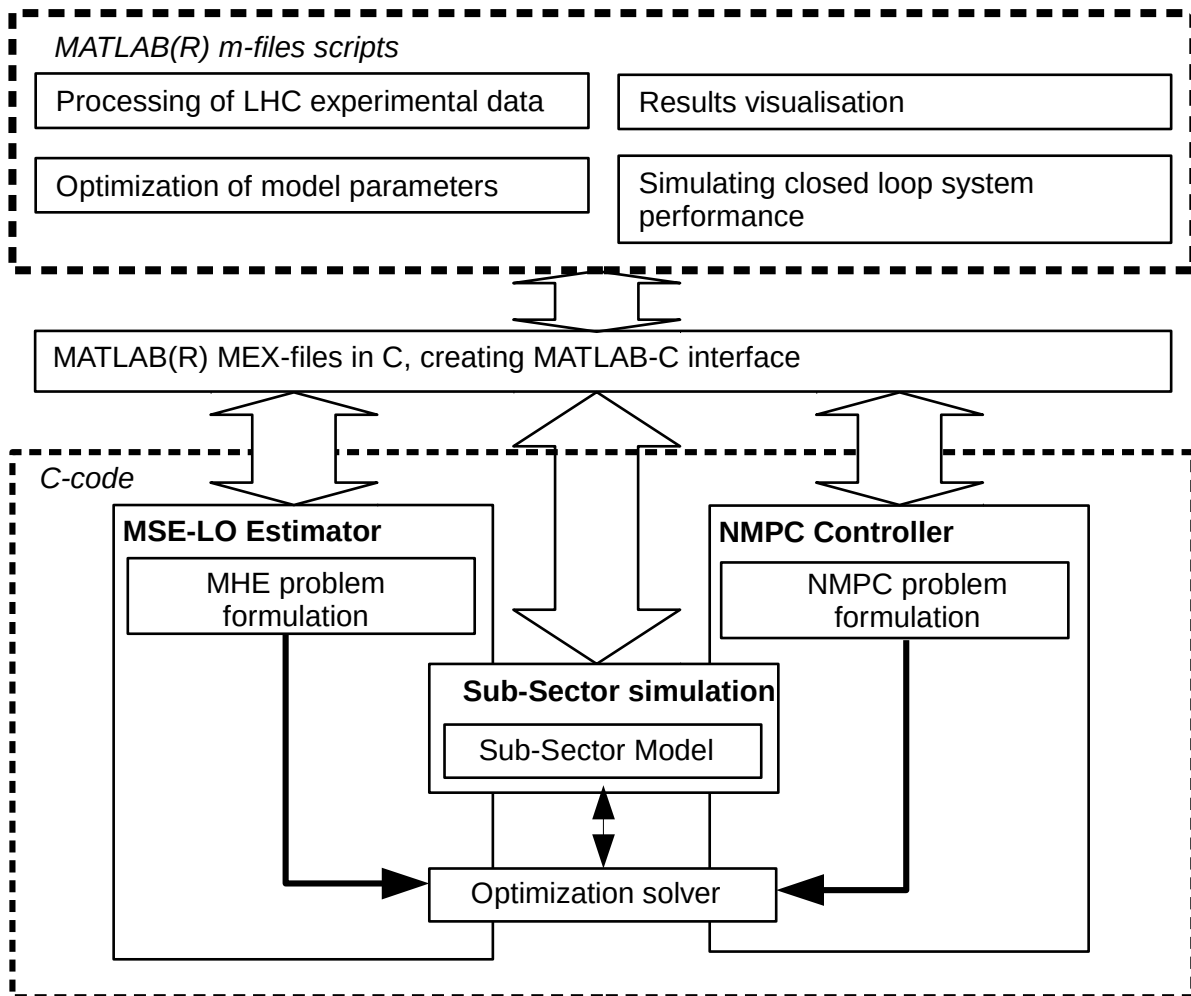 MATLAB(R) m-files scripts
Processing of LHC experimental data
Results visualisation
Optimization of model parameters
Simulating closed loop system
performance
MATLAB(R) MEX-files in C, creating MATLAB-C interface
C-code
MSE-LO Estimator
MHE problem
formulation
NMPC Controller
NMPC problem
formulation
Sub-Sector simulation
Sub-Sector Model
Optimization solver